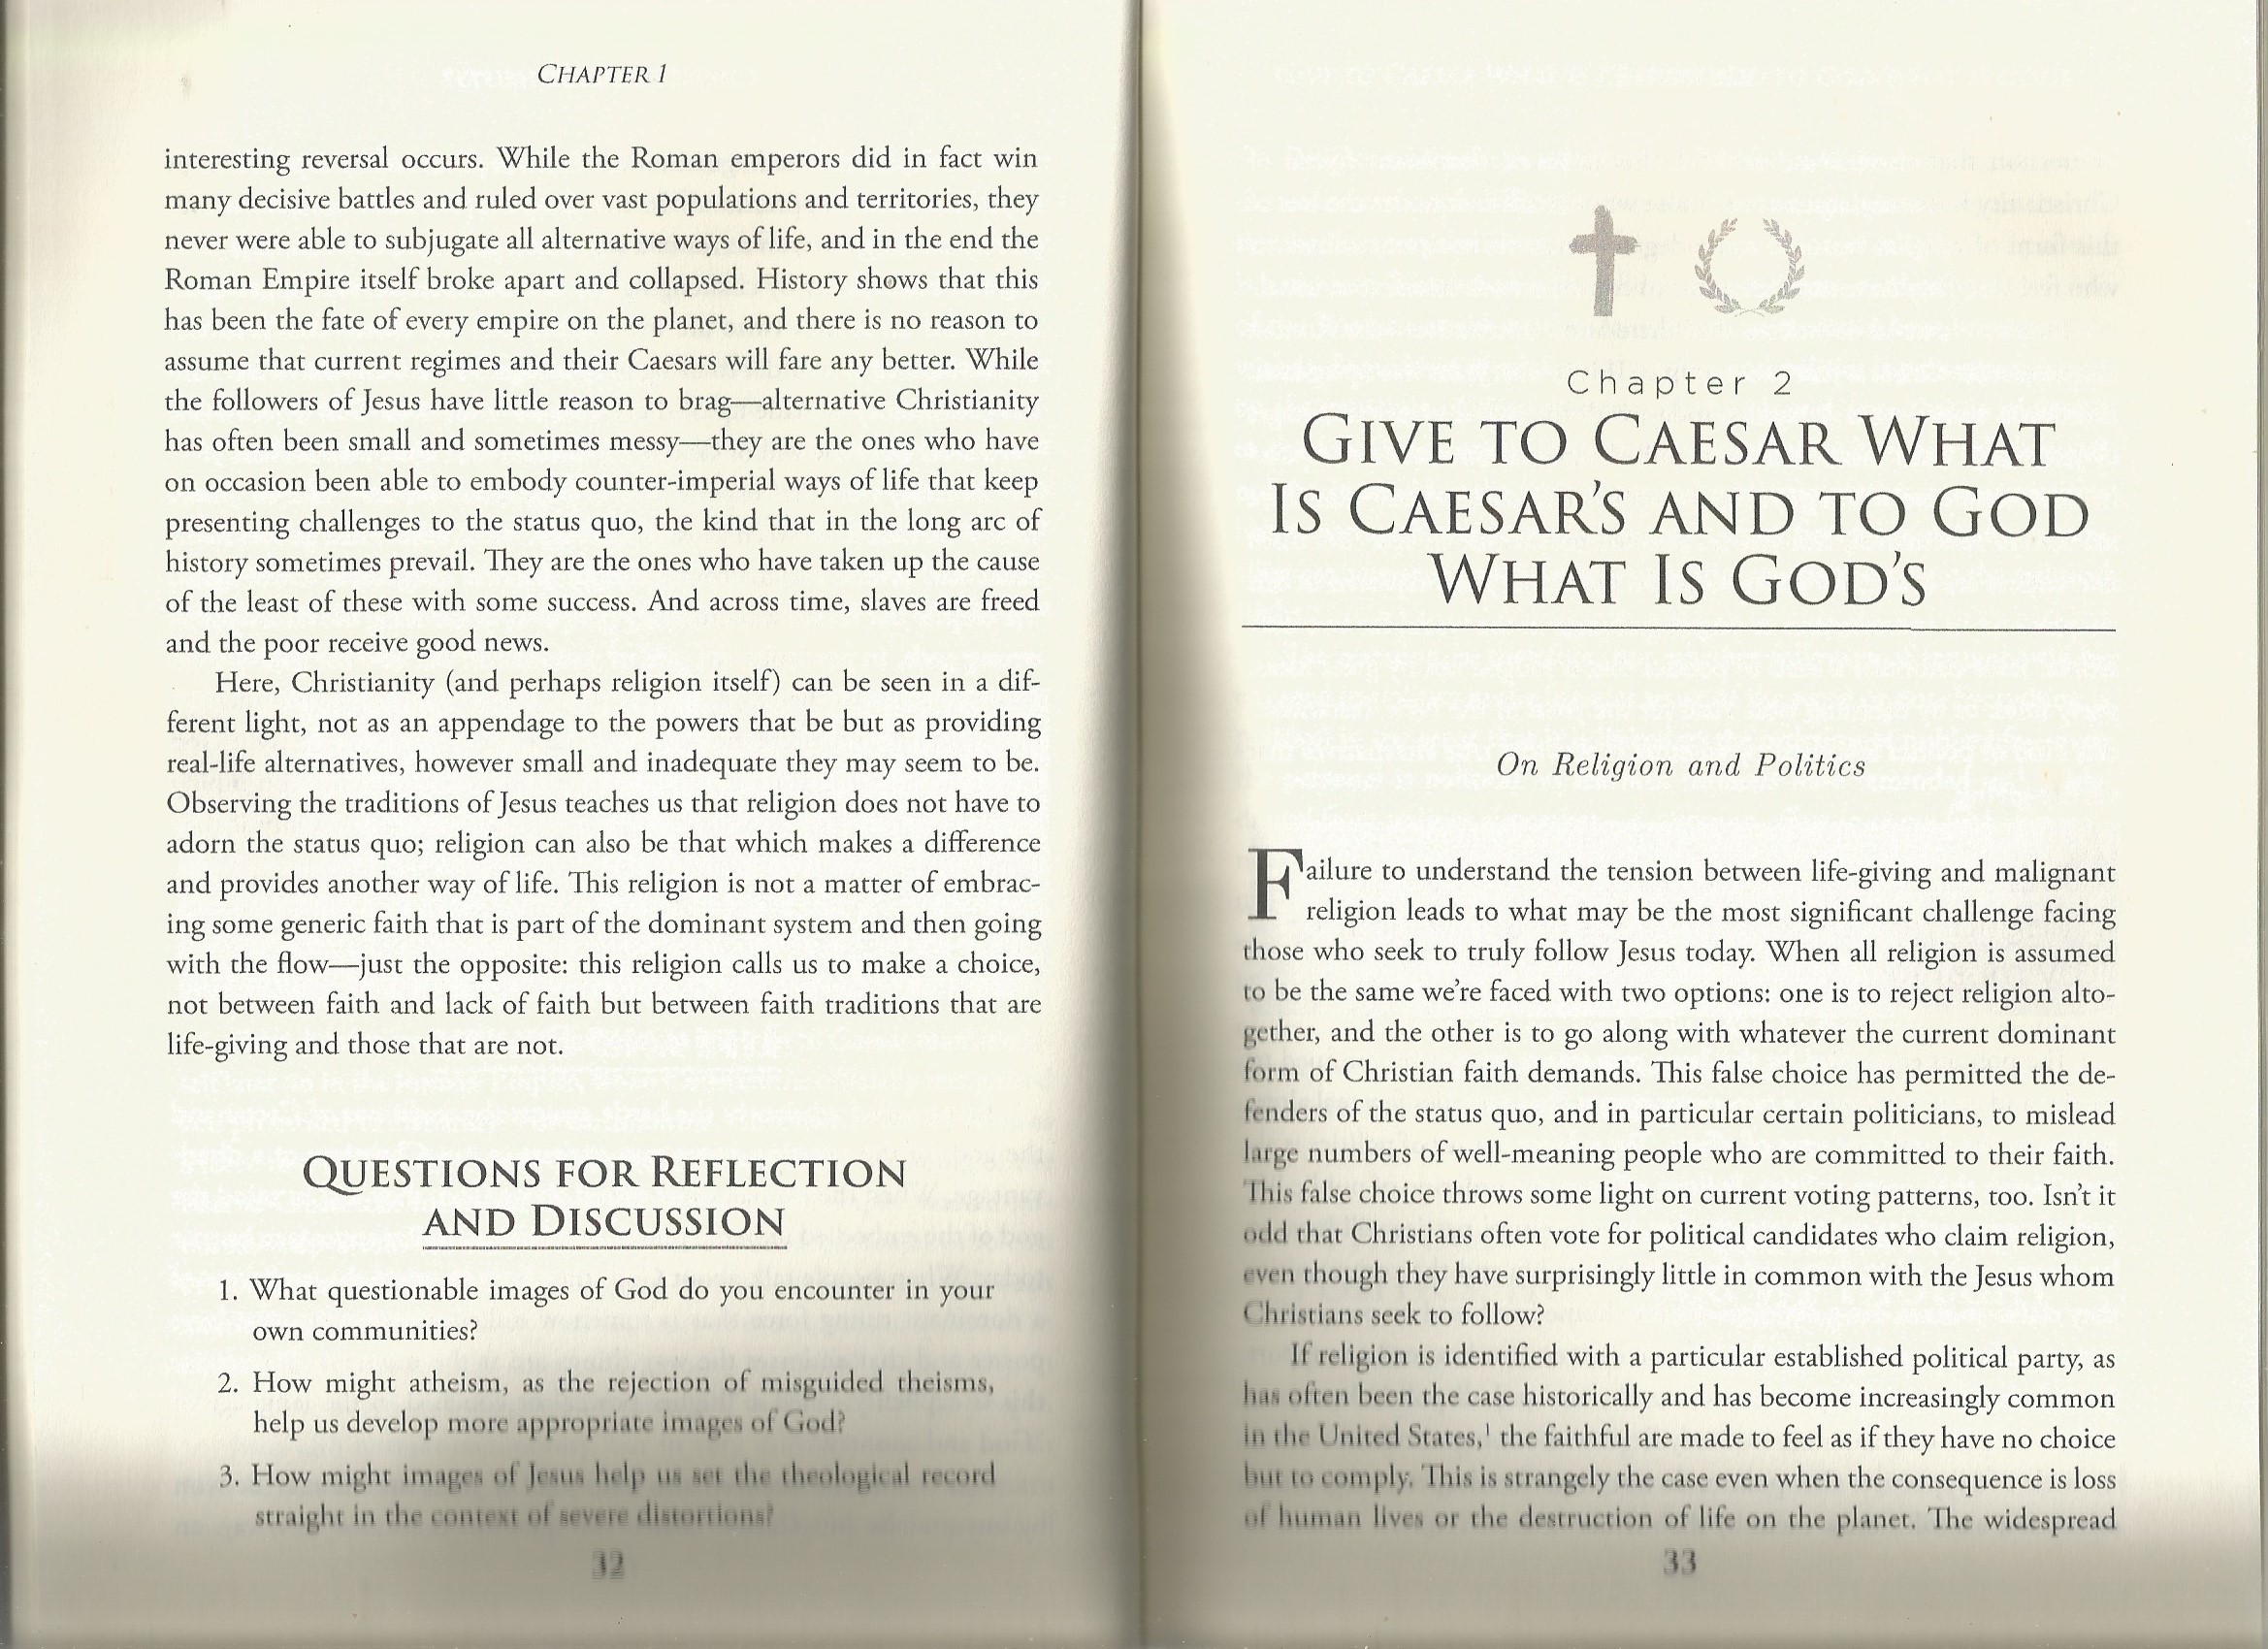 CHAPTER 1
interesting reversal occurs. While the Roman emperors did in fact win
many decisive battles and ruled over vast populations and territories, they
never were able to subjugate all alternative ways of life, and in the end the
Roman Empire itself broke apart and collapsed. History shows that this
has been the fate of every empire on the planet, and there is no reason to
assume that current regimes and their Caesars will fare any better. While
the followers of Jesus have little reason to brag—alternative Christianity
has often been small and sometimes messy—they are the ones who have
on occasion been able to embody counter-imperial ways of life that keep
presenting challenges to the status quo, the kind that in the long arc of
history sometimes prevail. They are the ones who have taken up the cause
of the least of these with some success. And across time, slaves are freed
and the poor receive good news.
Here, Christianity (and perhaps religion itself) can be seen in a dif-
ferent light, not as an appendage to the powers that be but as providing
real-life alternatives, however small and inadequate they may seem to be.
Observing the traditions of Jesus teaches us that religion does not have to
adorn the status quo; religion can also be that which makes a difference
and provides another way of life. This religion is not a matter of embrac-
ing some generic faith that is part of the dominant system and then going
with the flow—just the opposite: this religion calls us to make a choice,
not between faith and lack of faith but between faith traditions that are
life-giving and those that are not.
QUESTIONS FOR REFLECTION
AND DISCUSSION
1. What questionable images of God do you encounter in your
own communities?
2. How might atheism, as the rejection of misguided theisms,
help us develop more appropriate images of God?
3. How might images of Jesus help us set the theological record
straight in the context of severe distortions?
32
Chapter 2
GIVE TO CAESAR WHAT
IS CAESAR'S AND TO GOD
WHAT IS GOD'S
On Religion and Politics
Failure to understand the tension between life-giving and malignant
religion leads to what may be the most significant challenge facing
those who seek to truly follow Jesus today. When all religion is assumed
to be the same we're faced with two options: one is to reject religion alto-
gether, and the other is to go along with whatever the current dominant
form of Christian faith demands. This false choice has permitted the de-
fenders of the status quo, and in particular certain politicians, to mislead
large numbers of well-meaning people who are committed to their faith.
This false choice throws some light on current voting patterns, too. Isn't it
odd that Christians often vote for political candidates who claim religion,
even though they have surprisingly little in common with the Jesus whom
Christians seek to follow?
If religion is identified with a particular established political party, as
has often been the case historically and has become increasingly common
in the United States,¹ the faithful are made to feel as if they have no choice
but to comply. This is strangely the case even when the consequence is loss
of human lives or the destruction of life on the planet. The widespread
33